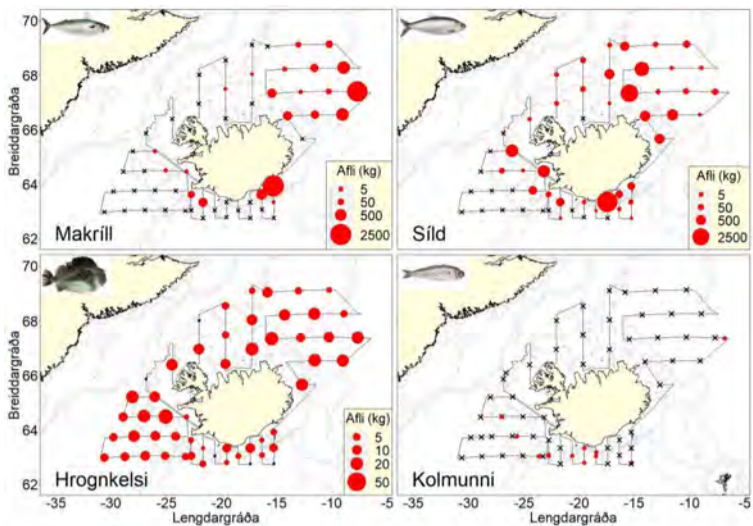 70
68
66
64
62
Breiddargráða
Makríll
Afli (kg)
5
50
500
2500
Síld
Afli (kg)
5
50
500
2500
70
68
66
64
62
Breiddargráða
Hrognkelsi
Afli (kg)
5
10
20
50
Kolmunni
-35 -30 -25 -20 -15 -10 -5
-35 -30 -25 -20 -15 -10 -5
Lengdargráða
Lengdargráða